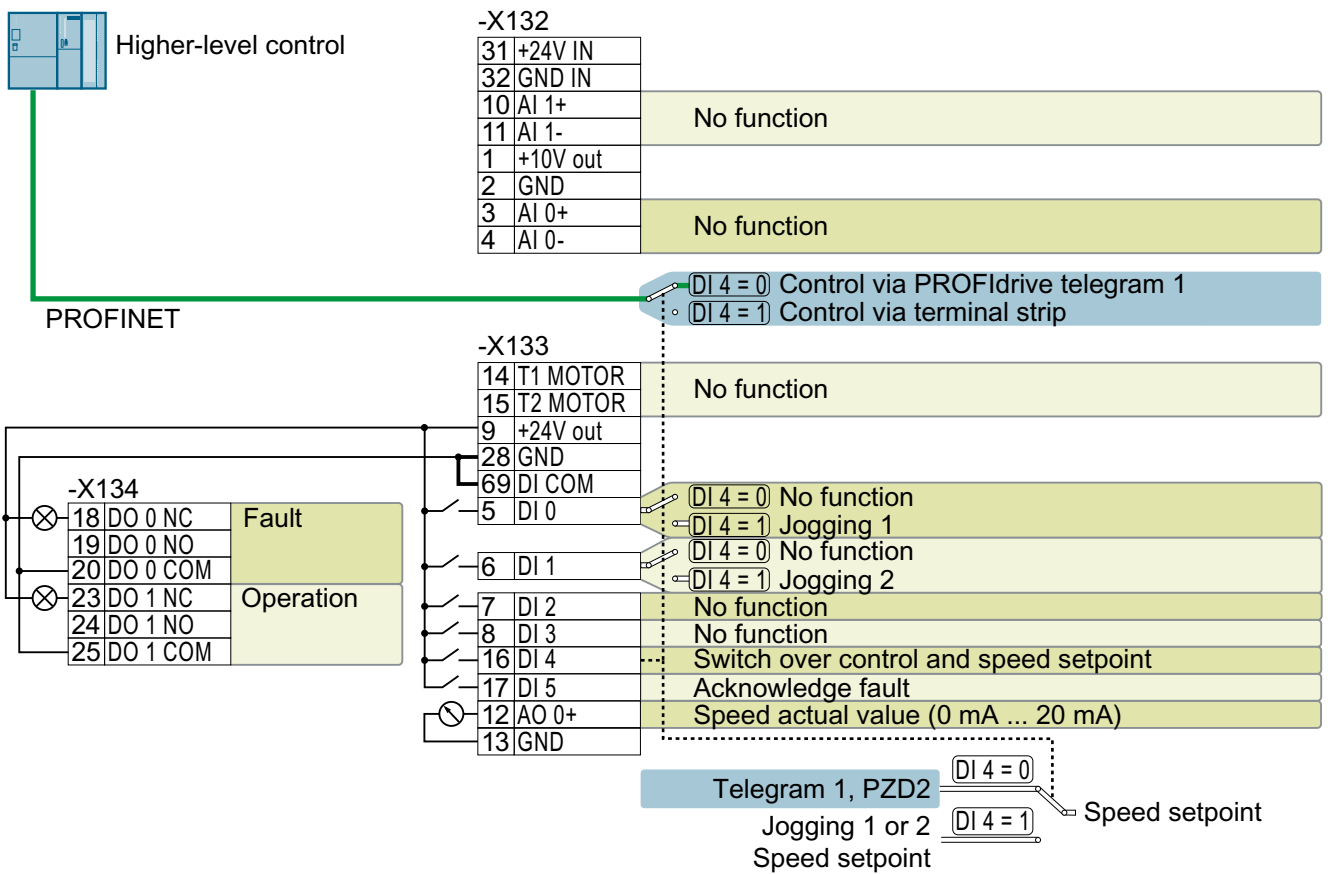 Higher-level control
-X132
31 +24V IN
32 GND IN
10 AI 1+
No function
11 AI 1-
1 +10V out
2 GND
3 AI 0+
No function
4 AI 0-
DI 4 = 0 Control via PROFIdrive telegram 1
DI 4 = 1 Control via terminal strip
PROFINET
-X133
14 T1 MOTOR
No function
15 T2 MOTOR
9 +24V out
28 GND
69 DI COM
5 DI 0
DI 4 = 0 No function
DI 4 = 1 Jogging 1
6 DI 1
DI 4 = 0 No function
DI 4 = 1 Jogging 2
7 DI 2 No function
8 DI 3 No function
16 DI 4 Switch over control and speed setpoint
17 DI 5 Acknowledge fault
12 AO 0+ Speed actual value (0 mA ... 20 mA)
13 GND
-X134
18 DO 0 NC Fault
19 DO 0 NO
20 DO 0 COM
23 DO 1 NC Operation
24 DO 1 NO
25 DO 1 COM
Telegram 1, PZD2 DI 4 = 0
Speed setpoint
Jogging 1 or 2 DI 4 = 1
Speed setpoint